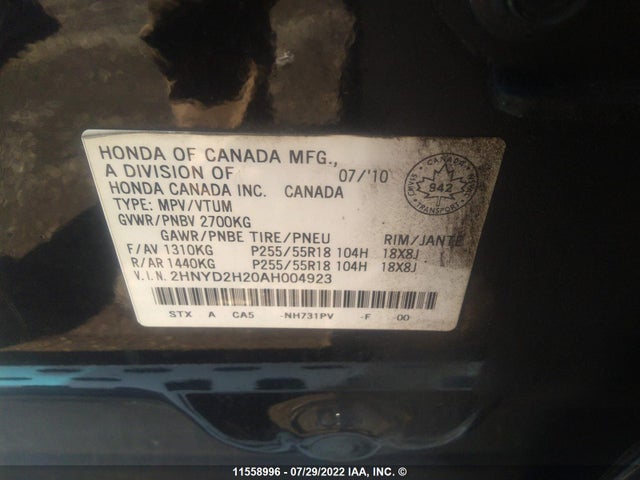 HONDA OF CANADA MFG.,
A DIVISION OF 07/'10
HONDA CANADA INC. CANADA
TYPE: MPV/VTUM
GVWR/PNBV 2700KG
GAWR/PNBE TIRE/PNEU RIM/JANTE
F/AV 1310KG P255/55R18 104H 18X8J
R/AR 1440KG P255/55R18 104H 18X8J
V.I.N. 2HNYD2H20AH004923
STX A CA5 -NH731PV -F -00
CANADA
942
TRANSPORT
11558996 - 07/29/2022 IAA, INC. ©